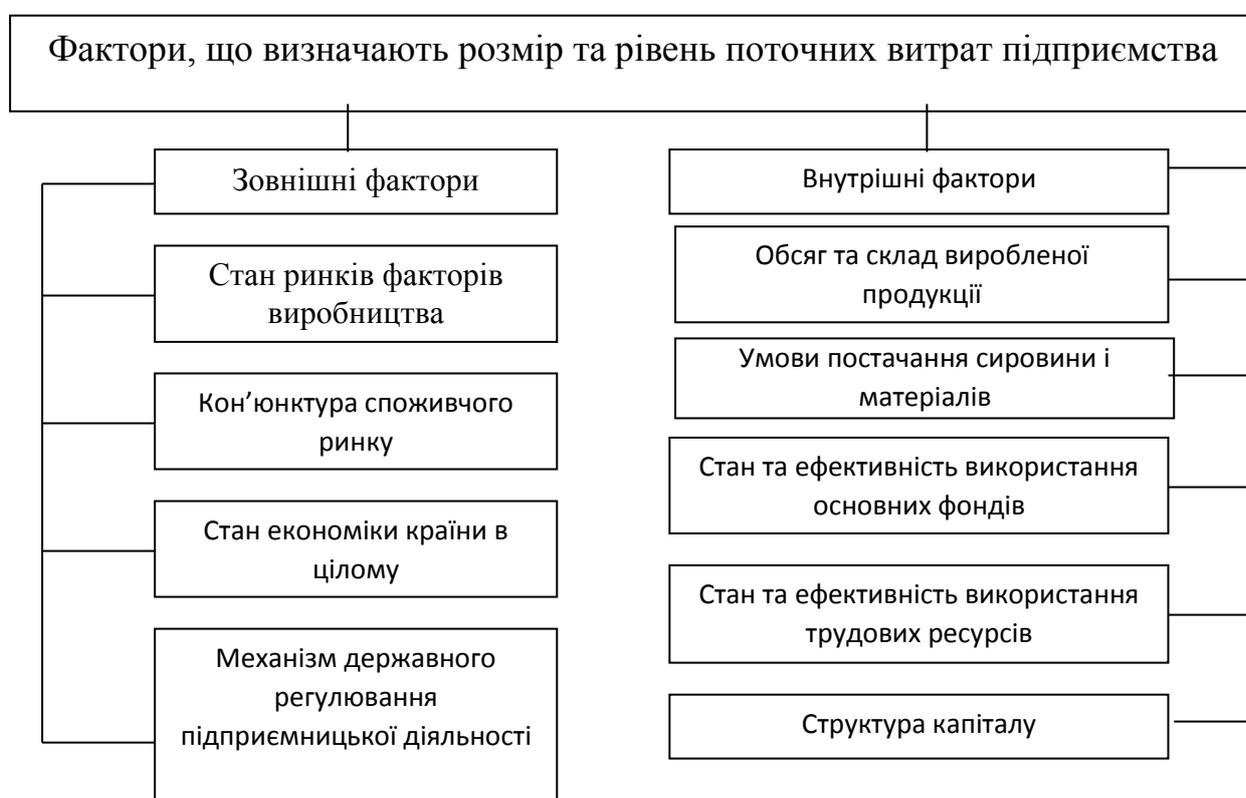 Фактори, що визначають розмір та рівень поточних витрат підприємства
Зовнішні фактори
Стан ринків факторів
виробництва
Кон’юнктура споживчого
ринку
Стан економіки країни в
цілому
Механізм державного
регулювання
підприємницької діяльності
Внутрішні фактори
Обсяг та склад виробленої
продукції
Умови постачання сировини і
матеріалів
Стан та ефективність використання
основних фондів
Стан та ефективність використання
трудових ресурсів
Структура капіталу